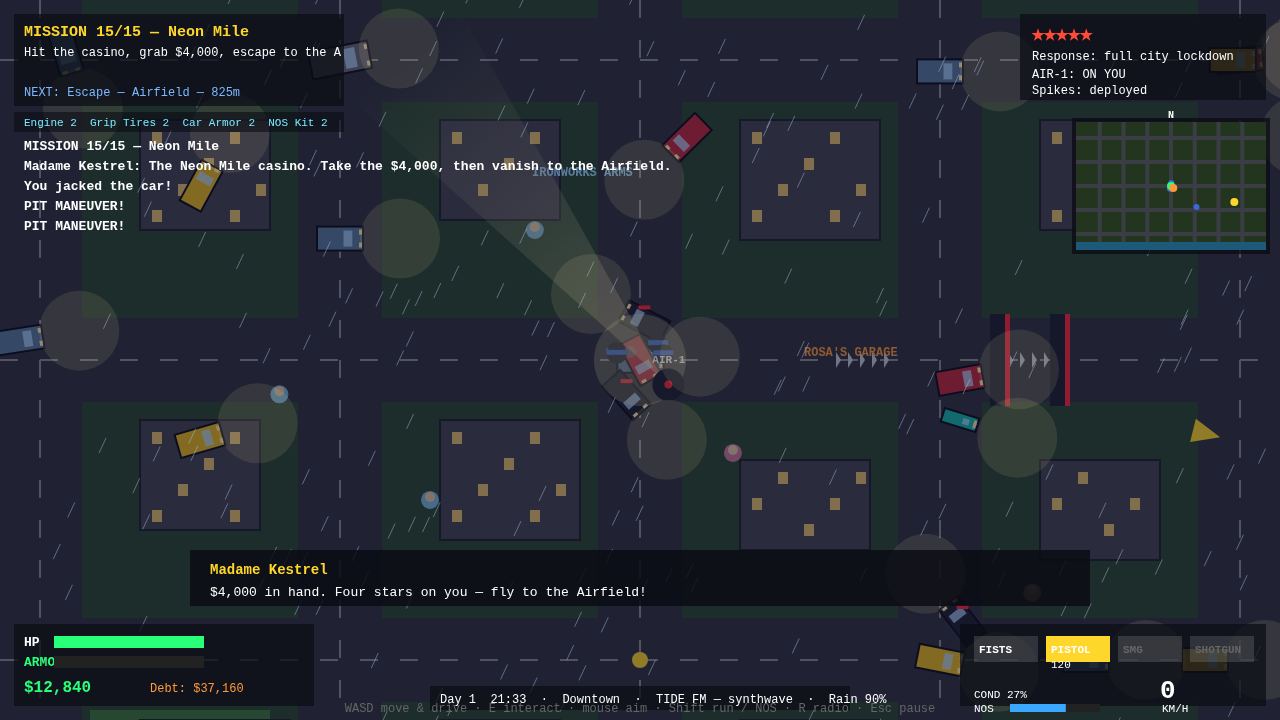 MISSION 15/15 — Neon Mile
Hit the casino, grab $4,000, escape to the A
NEXT: Escape — Airfield — 825m
Engine 2  Grip Tires 2  Car Armor 2  NOS Kit 2
MISSION 15/15 — Neon Mile
Madame Kestrel: The Neon Mile casino. Take the $4,000, then vanish to the Airfield.
You jacked the car!
PIT MANEUVER!
PIT MANEUVER!
★★★★★
Response: full city lockdown
AIR-1: ON YOU
Spikes: deployed
N
IRONWORKS ARMS
AIR-1
ROSA'S GARAGE
Madame Kestrel
$4,000 in hand. Four stars on you — fly to the Airfield!
HP
ARMO
$12,840  Debt: $37,160
Day 1  21:33  ·  Downtown  ·  TIDE FM — synthwave  ·  Rain 90%
WASD move & drive · E interact · mouse aim · Shift run / NOS · R radio · Esc pause
FISTS  PISTOL  SMG  SHOTGUN
120
COND 27%
NOS
0
KM/H